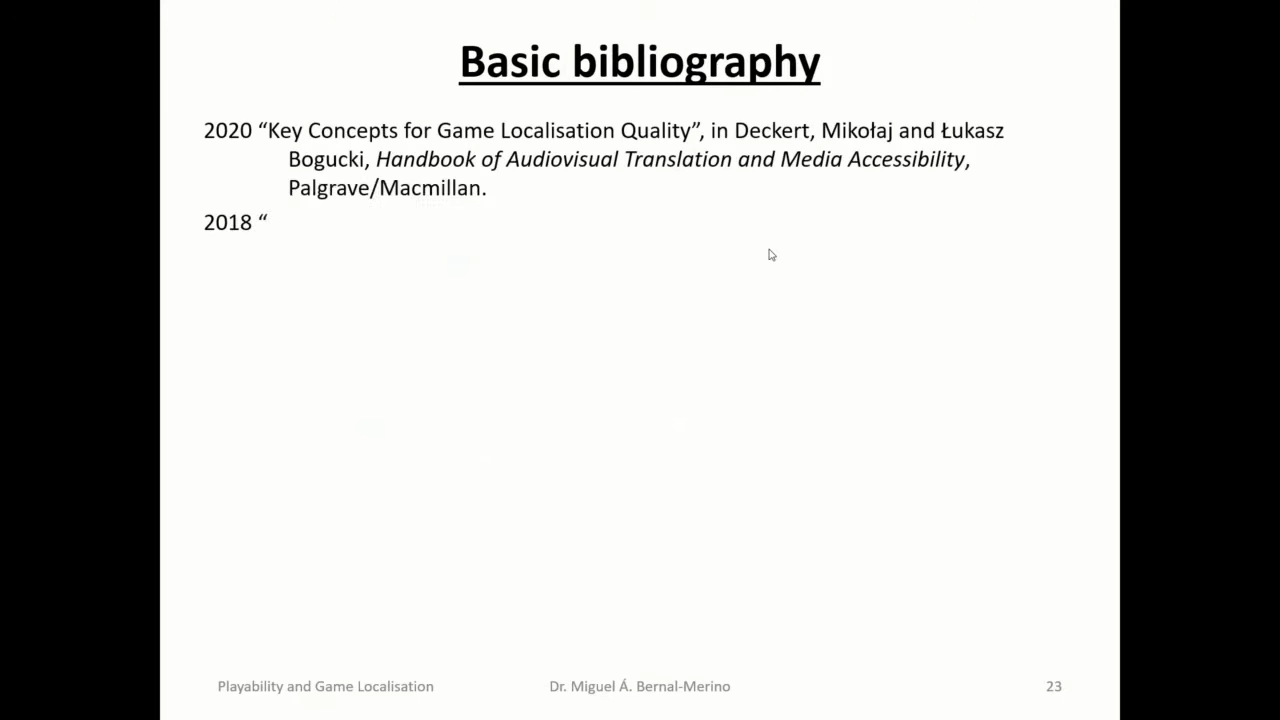 Basic bibliography
2020 “Key Concepts for Game Localisation Quality”, in Deckert, Mikołaj and Łukasz
Bogucki, Handbook of Audiovisual Translation and Media Accessibility,
Palgrave/Macmillan.
2018 “
Playability and Game Localisation
Dr. Miguel Á. Bernal-Merino
23